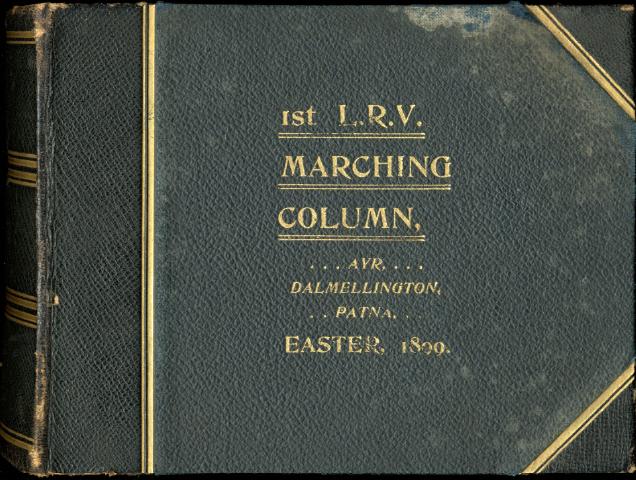 1st L.R.V.
MARCHING
COLUMN,
. . . AYR, . . .
DALMELLINGTON,
. . PATNA, . .
EASTER, 1899.